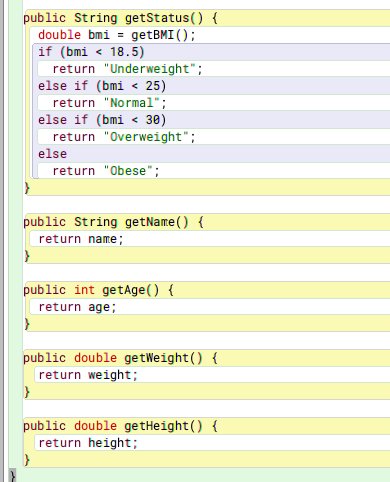 public String getStatus() {
double bmi = getBMI();
if (bmi < 18.5)
return "Underweight";
else if (bmi < 25)
return "Normal";
else if (bmi < 30)
return "Overweight";
else
return "Obese";
}
public String getName() {
return name;
}
public int getAge() {
return age;
}
public double getWeight() {
return weight;
}
public double getHeight() {
return height;
}
}